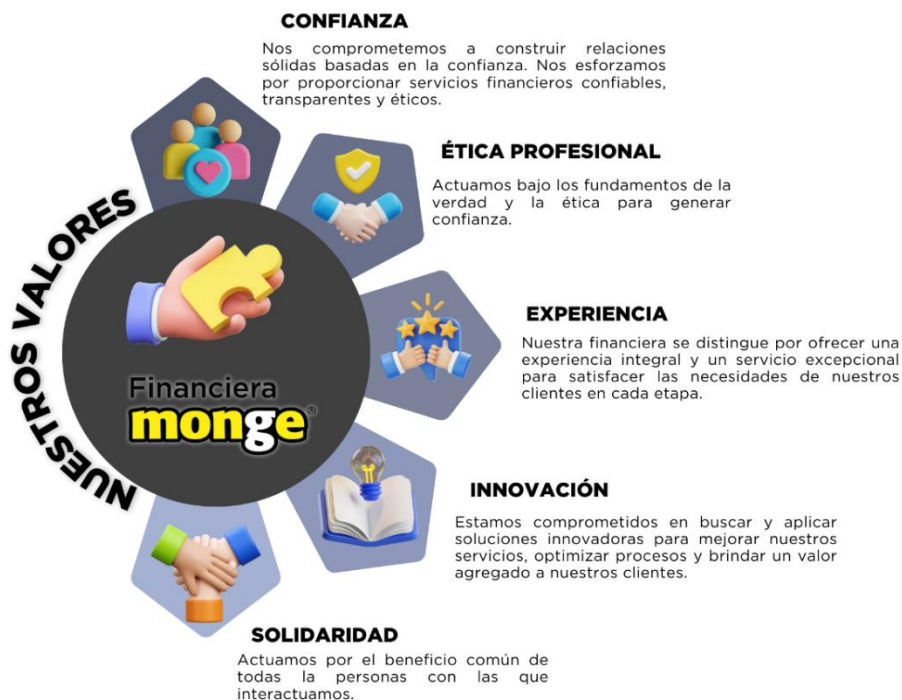 CONFIANZA
Nos comprometemos a construir relaciones
sólidas basadas en la confianza. Nos esforzamos
por proporcionar servicios financieros confiables,
transparentes y éticos.
ÉTICA PROFESIONAL
Actuamos bajo los fundamentos de la
verdad y la ética para generar
confianza.
NUESTROS VALORES
EXPERIENCIA
Nuestra financiera se distingue por ofrecer una
experiencia integral y un servicio excepcional
para satisfacer las necesidades de nuestros
clientes en cada etapa.
Financiera
monge®
INNOVACIÓN
Estamos comprometidos en buscar y aplicar
soluciones innovadoras para mejorar nuestros
servicios, optimizar procesos y brindar un valor
agregado a nuestros clientes.
SOLIDARIDAD
Actuamos por el beneficio común de
todas la personas con las que
interactuamos.